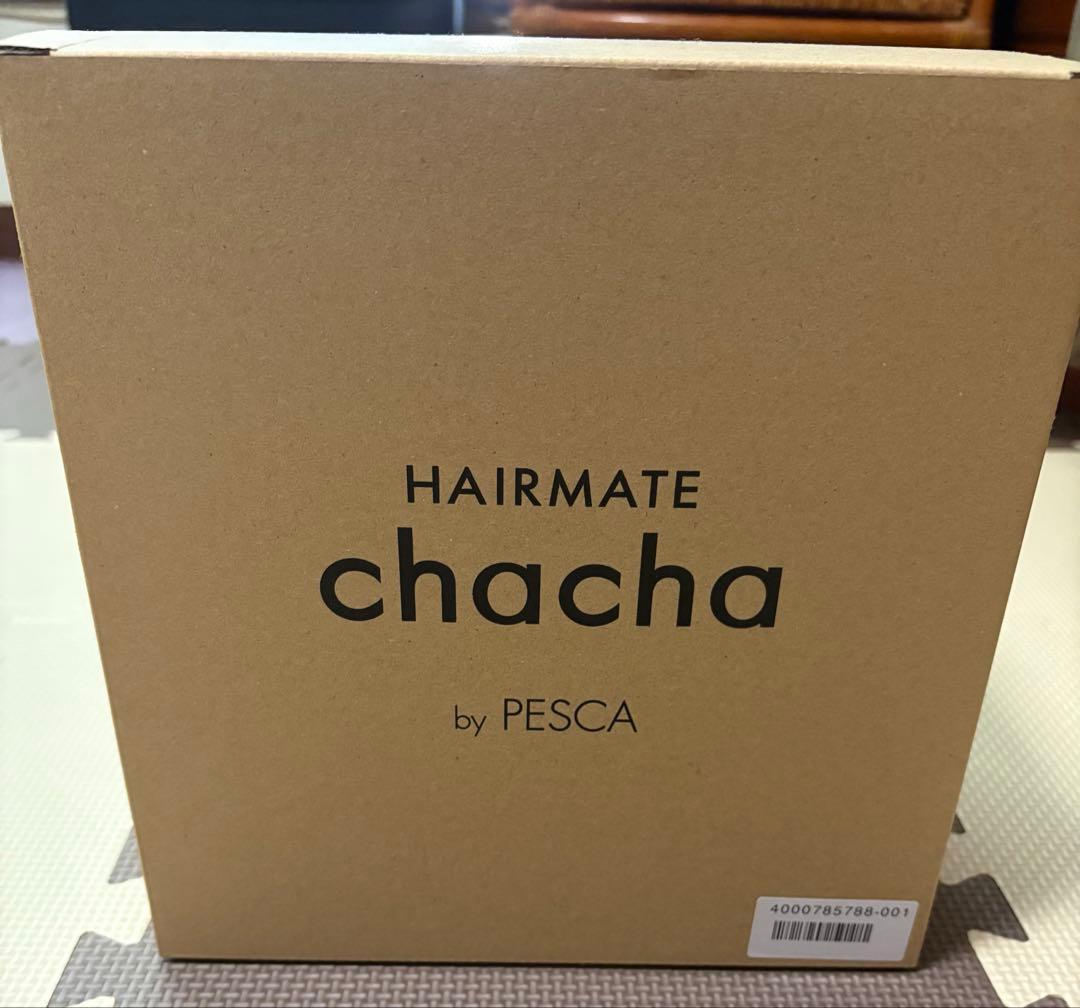 HAIRMATE
chacha
by PESCA
4000785788-001